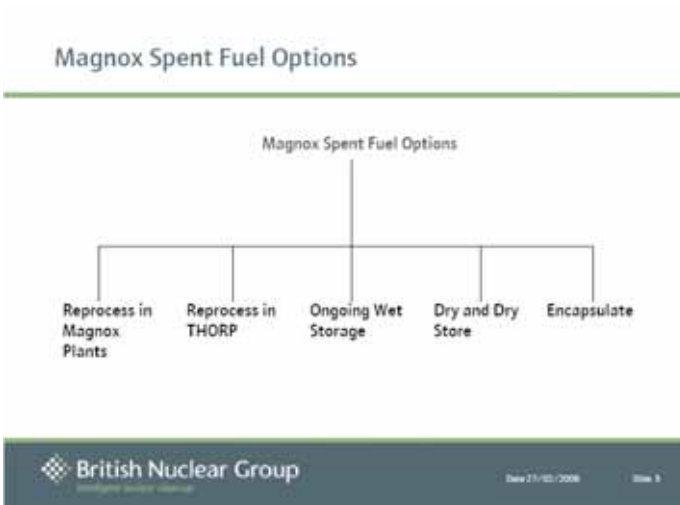 Magnox Spent Fuel Options
Magnox Spent Fuel Options
Reprocess in
Magnox
Plants
Reprocess in
THORP
Ongoing Wet
Storage
Dry and Dry
Store
Encapsulate
British Nuclear Group